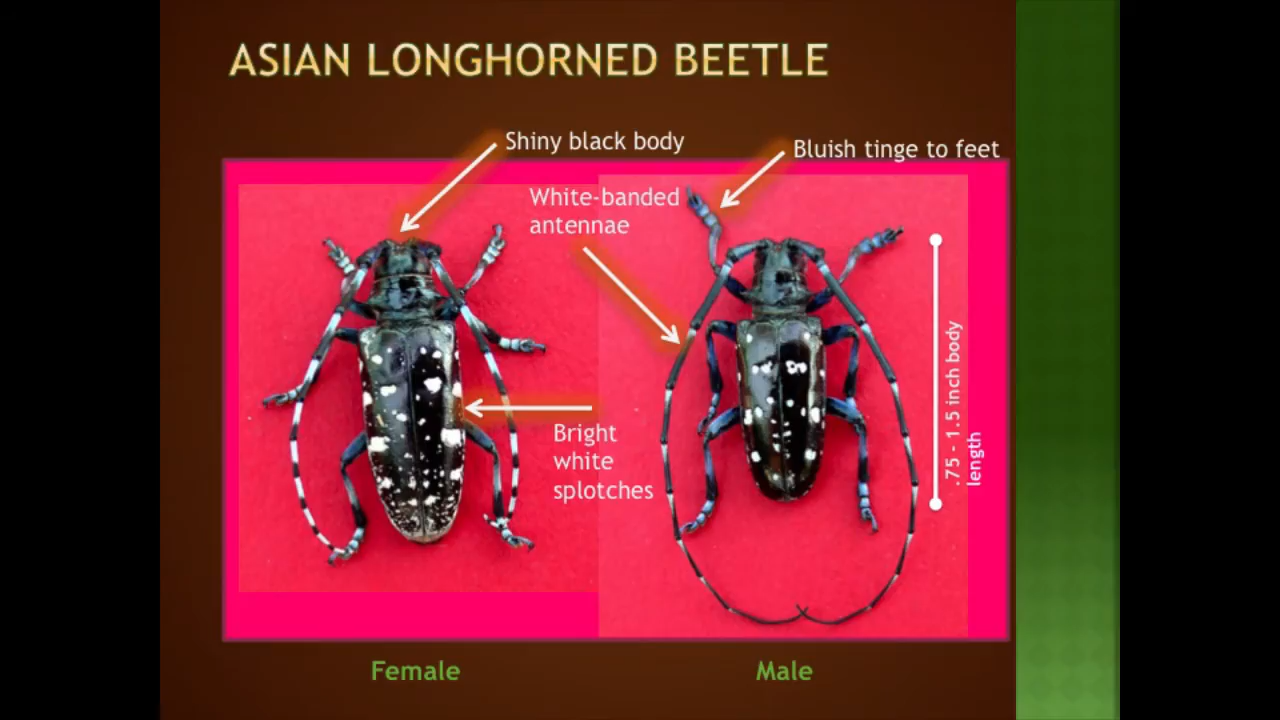 ASIAN LONGHORNED BEETLE
Shiny black body
Bluish tinge to feet
White-banded
antennae
Bright
white
splotches
.75 - 1.5 inch body
length
Female
Male